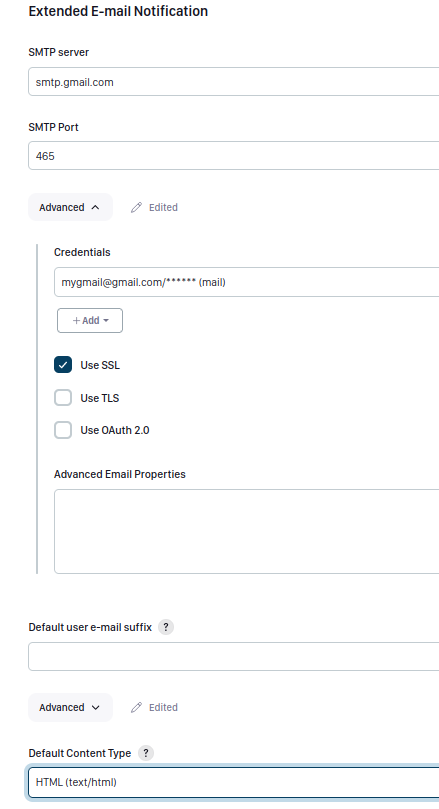 Extended E-mail Notification
SMTP server
smtp.gmail.com
SMTP Port
465
Advanced
Edited
Credentials
mygmail@gmail.com/****** (mail)
+ Add
Use SSL
Use TLS
Use OAuth 2.0
Advanced Email Properties
Default user e-mail suffix ?
Advanced
Edited
Default Content Type ?
HTML (text/html)